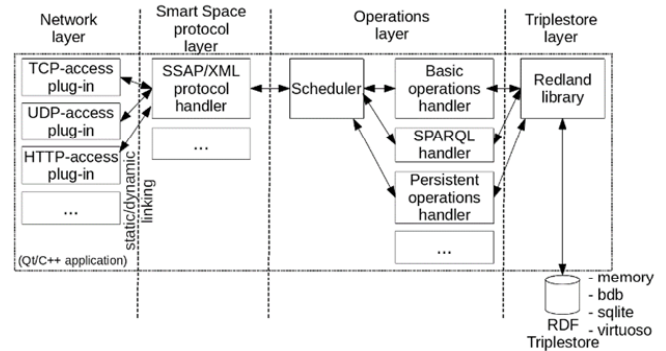 Network
layer
Smart Space
protocol
layer
Operations
layer
Triplestore
layer
TCP-access
plug-in
UDP-access
plug-in
HTTP-access
plug-in
...
(Qt/C++ application)
static/dynamic
linking
SSAP/XML
protocol
handler
...
Scheduler
Basic
operations
handler
SPARQL
handler
Persistent
operations
handler
...
Redland
library
RDF
Triplestore
- memory
- bdb
- sqlite
- virtuoso